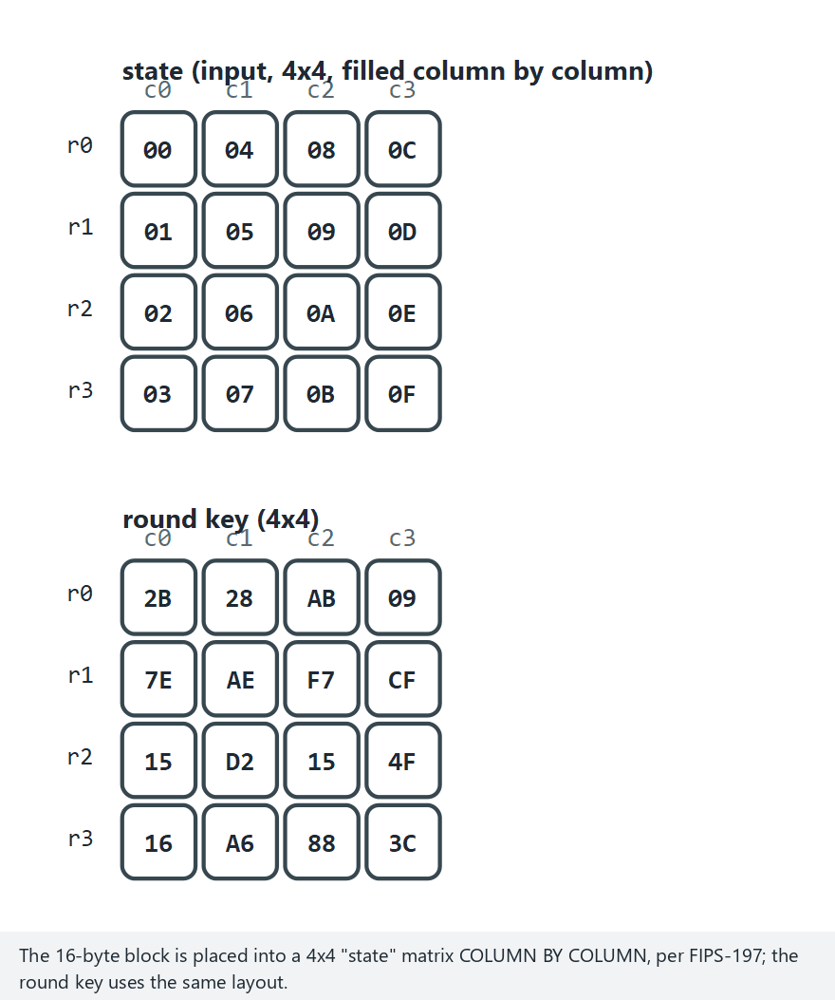 state (input, 4x4, filled column by column)
c0 c1 c2 c3
r0 00 04 08 0C
r1 01 05 09 0D
r2 02 06 0A 0E
r3 03 07 0B 0F
round key (4x4)
c0 c1 c2 c3
r0 2B 28 AB 09
r1 7E AE F7 CF
r2 15 D2 15 4F
r3 16 A6 88 3C
The 16-byte block is placed into a 4x4 "state" matrix COLUMN BY COLUMN, per FIPS-197; the
round key uses the same layout.